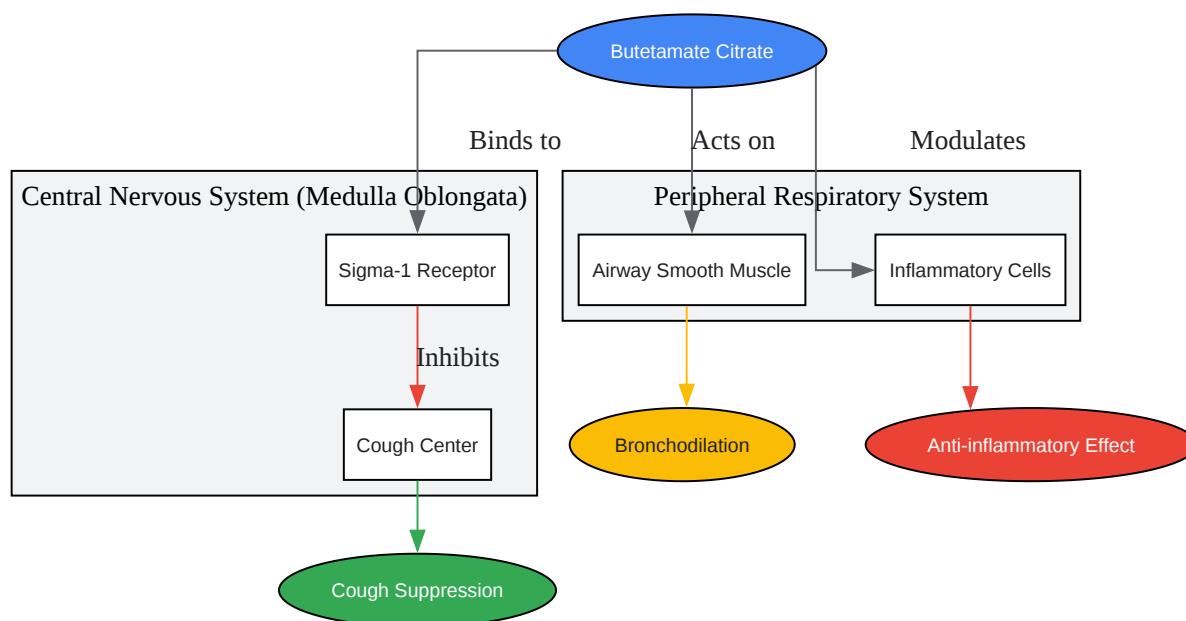 Butetamate Citrate
Binds to
Acts on
Modulates
Central Nervous System (Medulla Oblongata)
Peripheral Respiratory System
Sigma-1 Receptor
Airway Smooth Muscle
Inflammatory Cells
Inhibits
Cough Center
Bronchodilation
Anti-inflammatory Effect
Cough Suppression